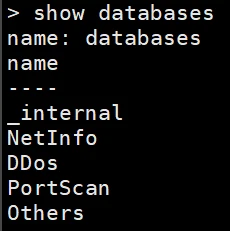 > show databases
name: databases
name
----
_internal
NetInfo
DDos
PortScan
Others